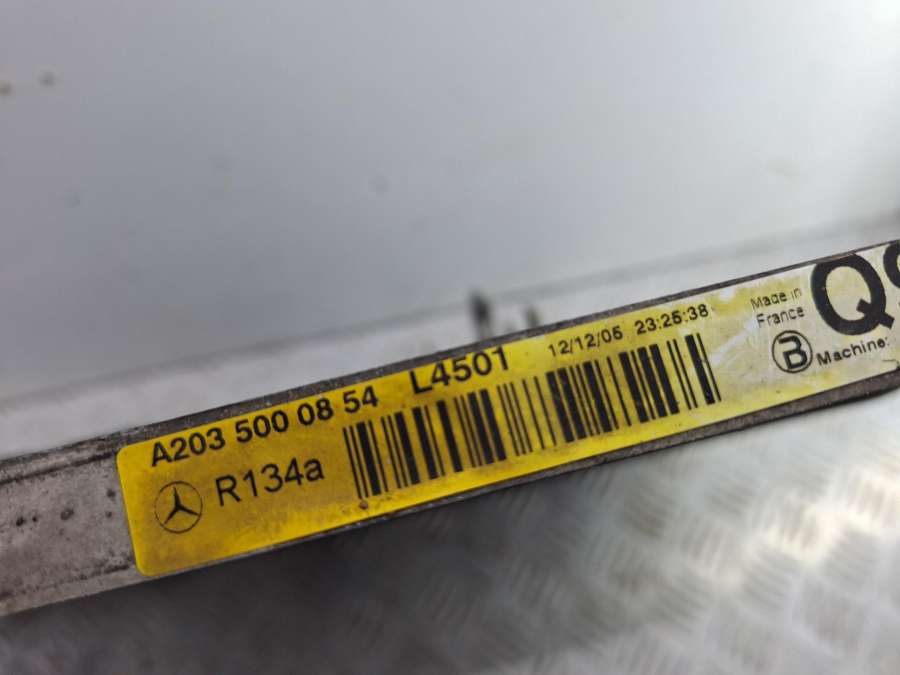 A203 500 08 54 L4501 12/12/05 23:25:38
R134a
Made in
France
B Machine:
Q